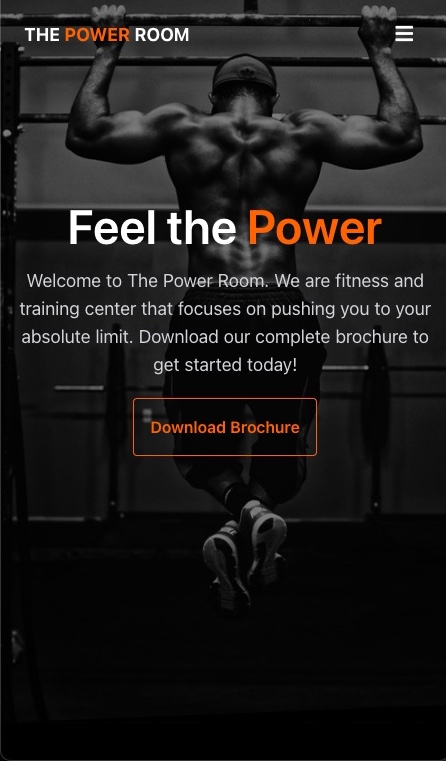 THE POWER ROOM
Feel the Power
Welcome to The Power Room. We are fitness and
training center that focuses on pushing you to your
absolute limit. Download our complete brochure to
get started today!
Download Brochure